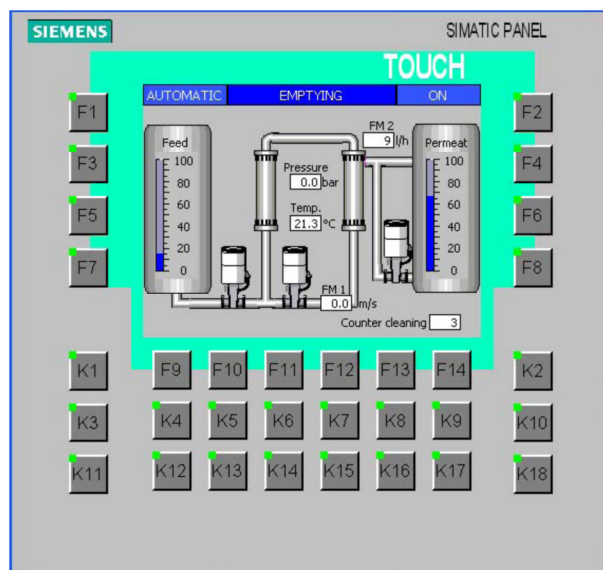 SIEMENS SIMATIC PANEL
TOUCH
AUTOMATIC EMPTYING ON
F1 F2
FM 2
Feed 9 l/h Permeat
100 Pressure 100
F3 F4
80 0.0 bar 80
60 Temp. 60
F5 F6
40 21.3 °C 40
20 20
F7 F8
0 0
FM 1
0.0 m/s
Counter cleaning 3
K1 F9 F10 F11 F12 F13 F14 K2
K3 K4 K5 K6 K7 K8 K9 K10
K11 K12 K13 K14 K15 K16 K17 K18